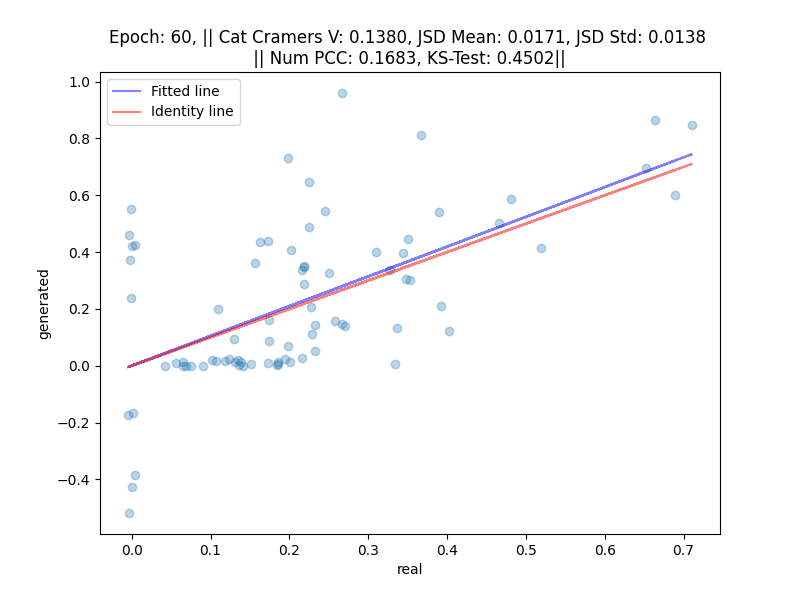 Epoch: 60, || Cat Cramers V: 0.1380, JSD Mean: 0.0171, JSD Std: 0.0138
|| Num PCC: 0.1683, KS-Test: 0.4502||
Fitted line
Identity line
1.0
0.8
0.6
0.4
0.2
0.0
−0.2
−0.4
generated
0.0 0.1 0.2 0.3 0.4 0.5 0.6 0.7
real